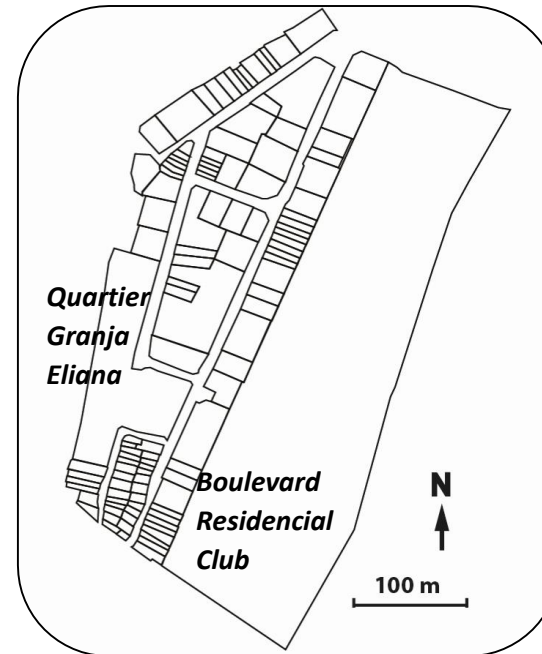 Quartier
Granja
Eliana
Boulevard
Residencial
Club
N
100 m